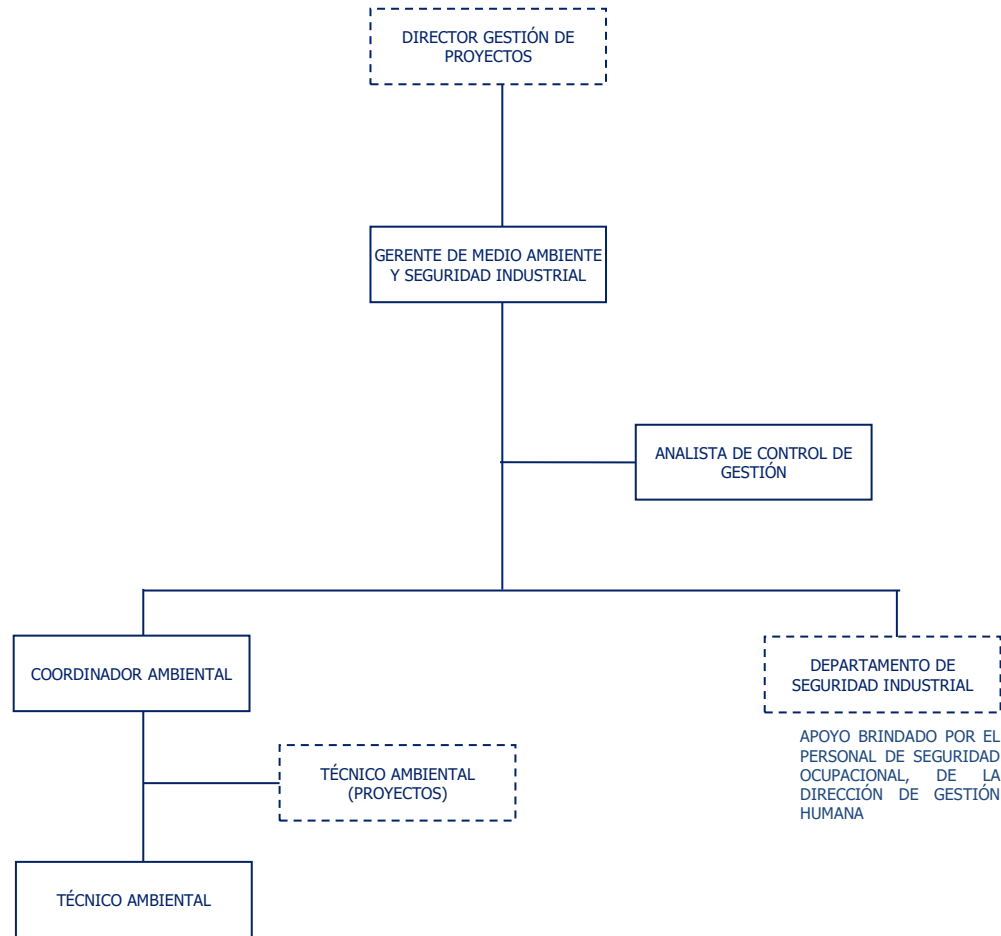 DIRECTOR GESTIÓN DE
PROYECTOS
GERENTE DE MEDIO AMBIENTE
Y SEGURIDAD INDUSTRIAL
ANALISTA DE CONTROL DE
GESTIÓN
COORDINADOR AMBIENTAL
DEPARTAMENTO DE
SEGURIDAD INDUSTRIAL
APOYO BRINDADO POR EL
PERSONAL DE SEGURIDAD
OCUPACIONAL, DE LA
DIRECCIÓN DE GESTIÓN
HUMANA
TÉCNICO AMBIENTAL
(PROYECTOS)
TÉCNICO AMBIENTAL